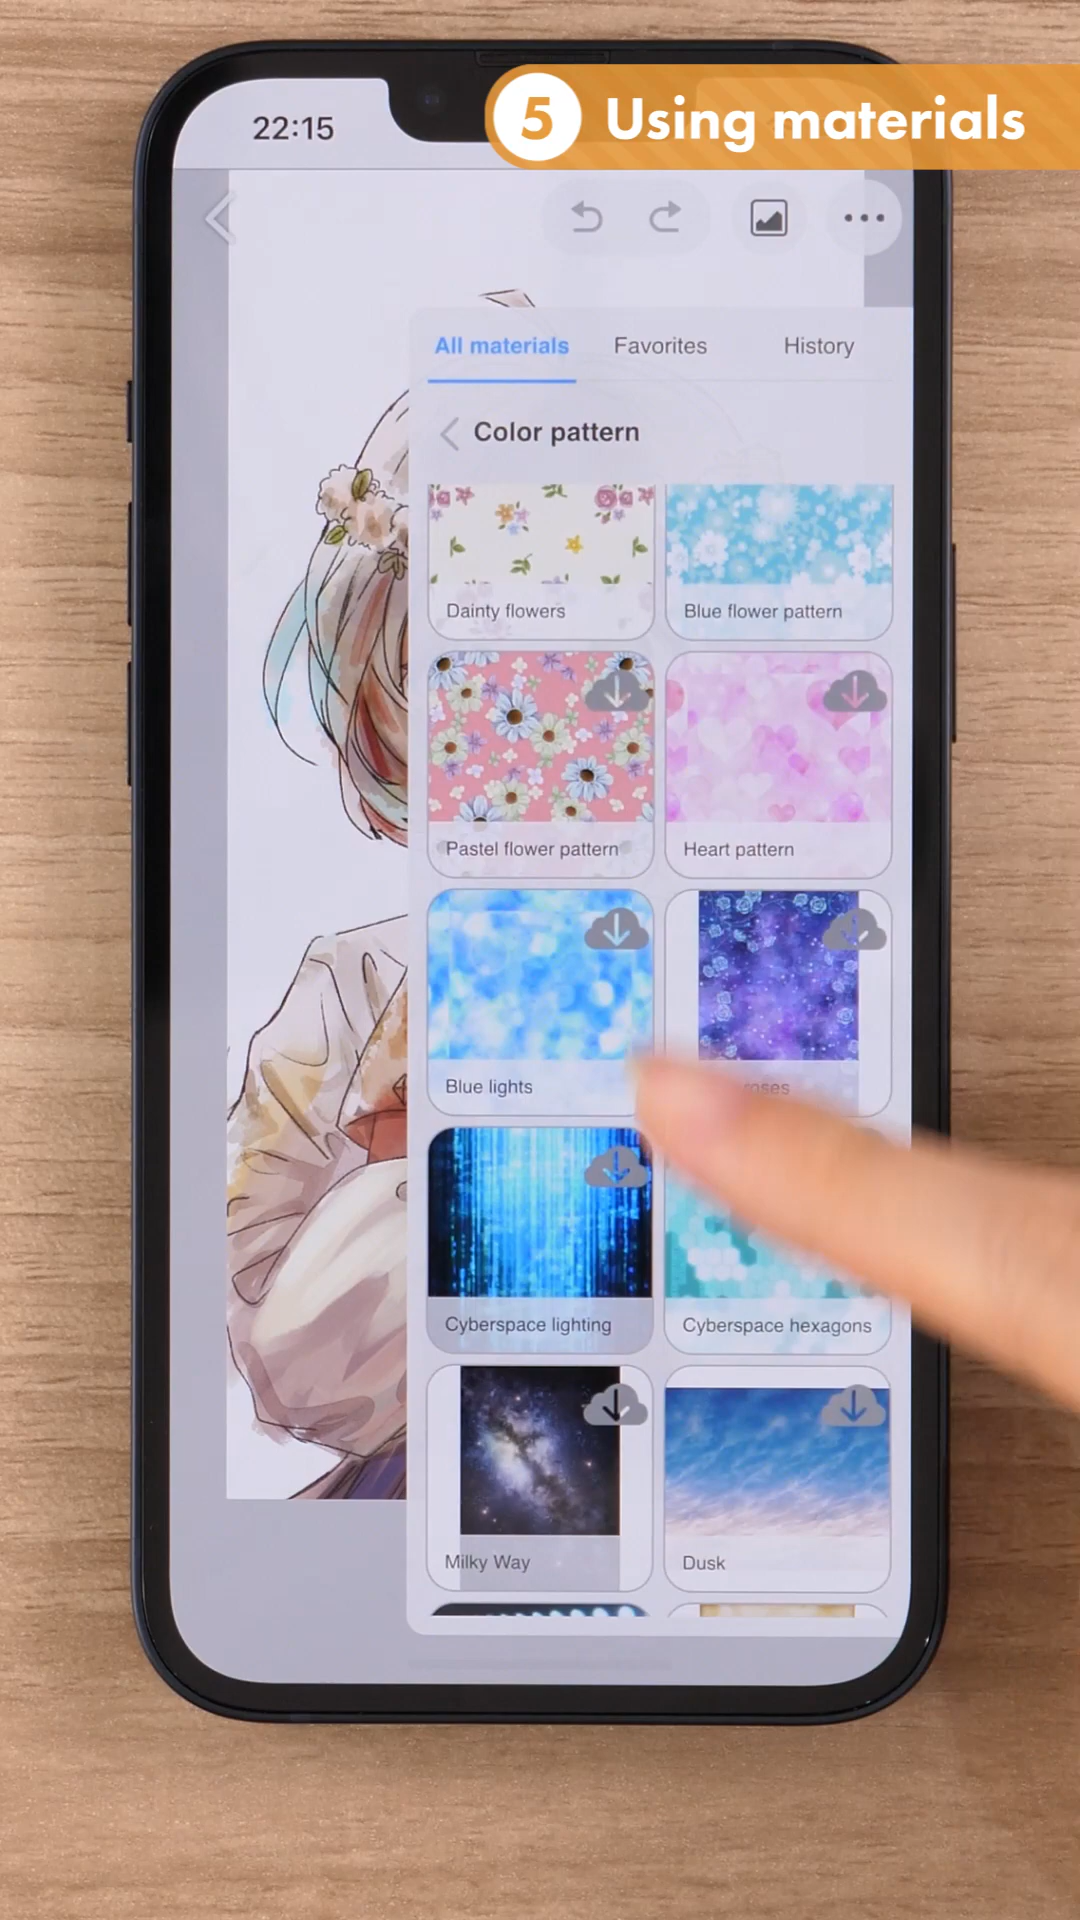 5 Using materials
22:15
All materials Favorites History
Color pattern
Dainty flowers Blue flower pattern
Pastel flower pattern Heart pattern
Blue lights roses
Cyberspace lighting Cyberspace hexagons
Milky Way Dusk